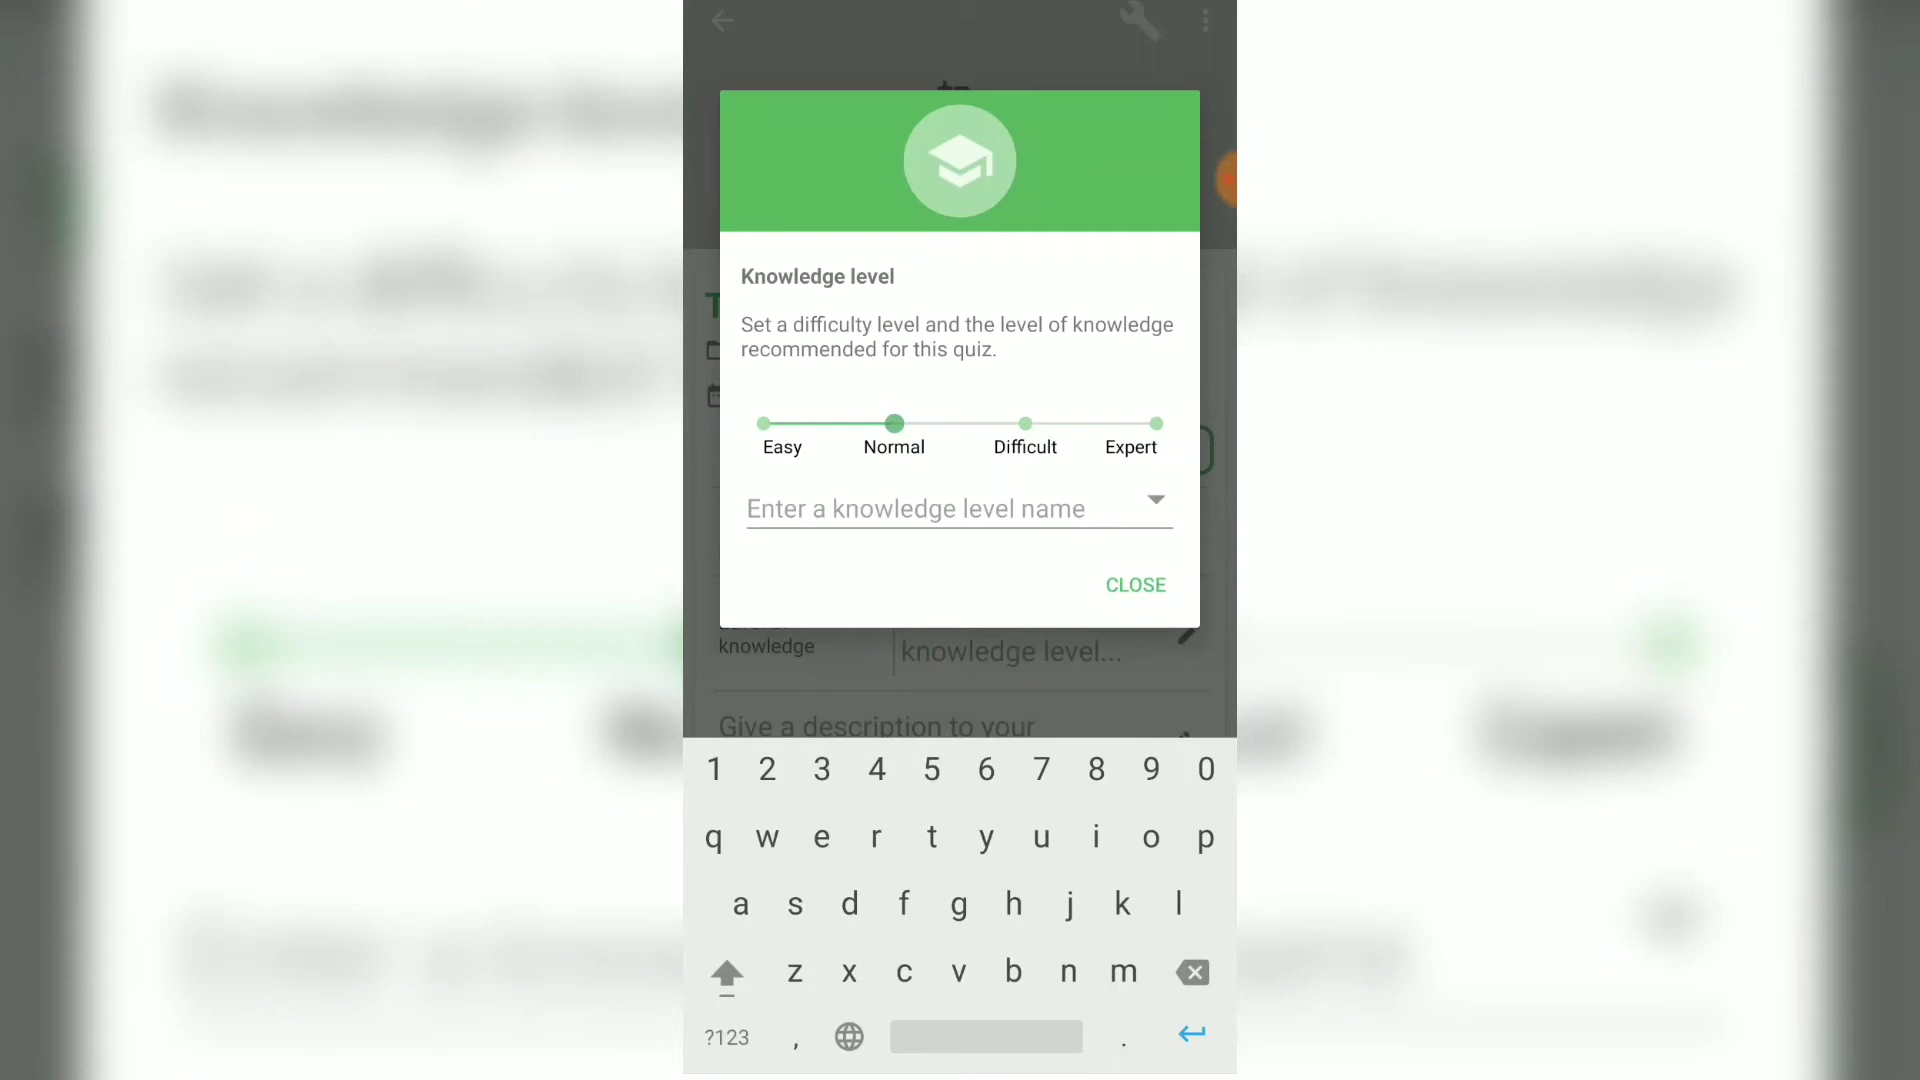 Knowledge level
Set a difficulty level and the level of knowledge
recommended for this quiz.
Easy Normal Difficult Expert
Enter a knowledge level name
CLOSE
knowledge
knowledge level...
Give a description to your
1 2 3 4 5 6 7 8 9 0
q w e r t y u i o p
a s d f g h j k l
z x c v b n m
?123 , .